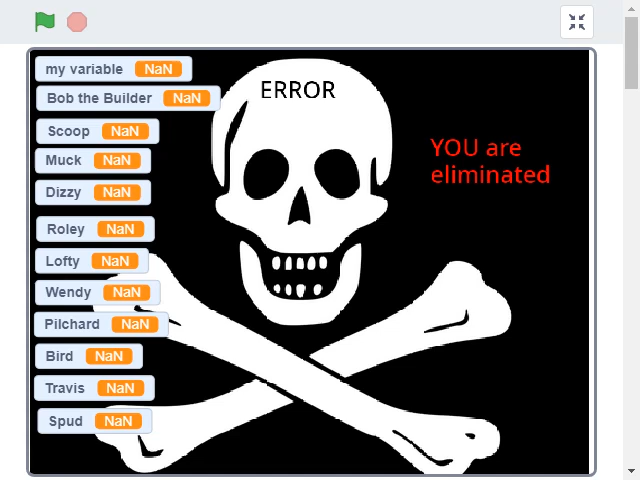 my variable NaN
Bob the Builder NaN
ERROR
Scoop NaN
YOU are
eliminated
Muck NaN
Dizzy NaN
Roley NaN
Lofty NaN
Wendy NaN
Pilchard NaN
Bird NaN
Travis NaN
Spud NaN